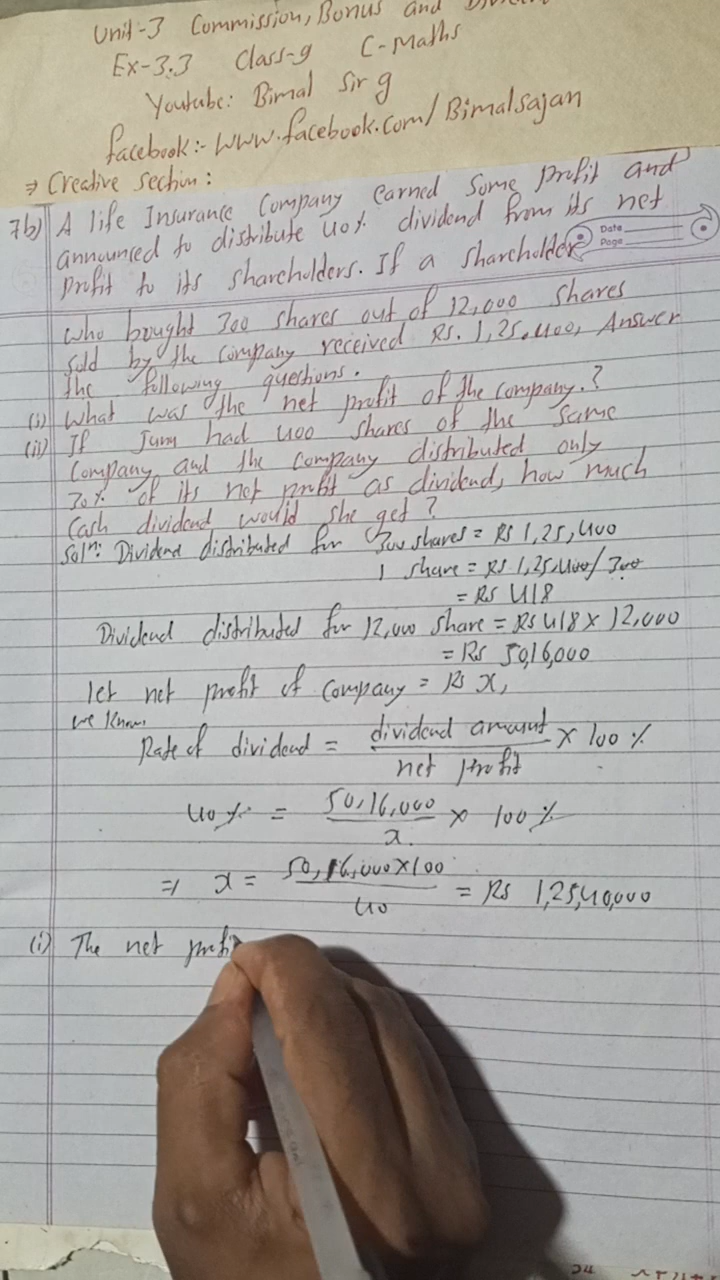 Unit-3 Commission, Bonus and
Ex-3.3 Class-9 C-Maths
Youtube: Bimal Sir g
facebook:- www.facebook.com/Bimalsajan
⇒ Creative section:
7b) A life Insurance Company earned some profit and
announced to distribute 40% dividend from its net
profit to its shareholders. If a shareholder
Date
Page
who bought 300 shares out of 12,000 shares
sold by the company received Rs. 1,25,400, Answer
the following questions.
(i) What was the net profit of the company.?
(ii) If had 400 shares of the same
Company, and the company distributed only
30% of its net profit as dividend, how much
Cash dividend would she get?
Solⁿ: Dividend distributed for 300 shares = Rs 1,25,400
1 share = Rs 1,25,400/300
= Rs 418
Dividend distributed for 12,000 share = Rs 418 × 12,000
= Rs 50,16,000
let net profit of company = Rs x,
we know,
Rate of dividend = dividend amount / net profit × 100 %
40% = 50,16,000 / x × 100 %
⇒ x = 50,16,000×100 / 40 = Rs 1,25,40,000
(i) The net profi